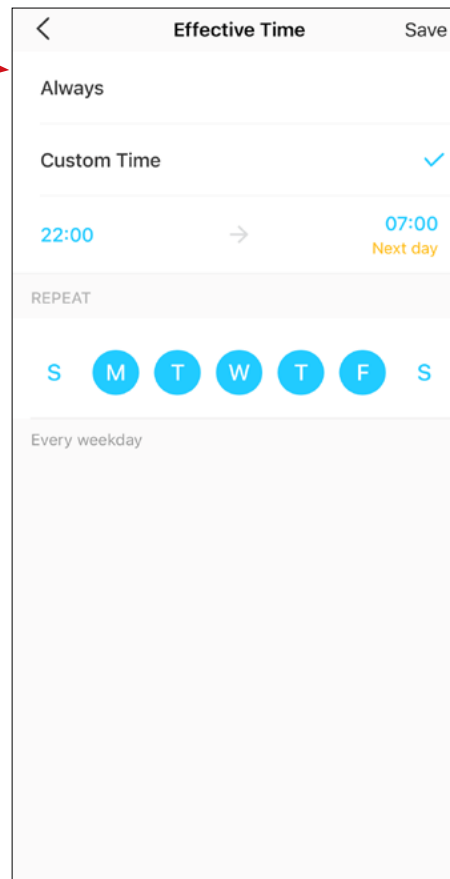 Effective Time Save
Always
Custom Time
22:00 07:00
Next day
REPEAT
S M T W T F S
Every weekday